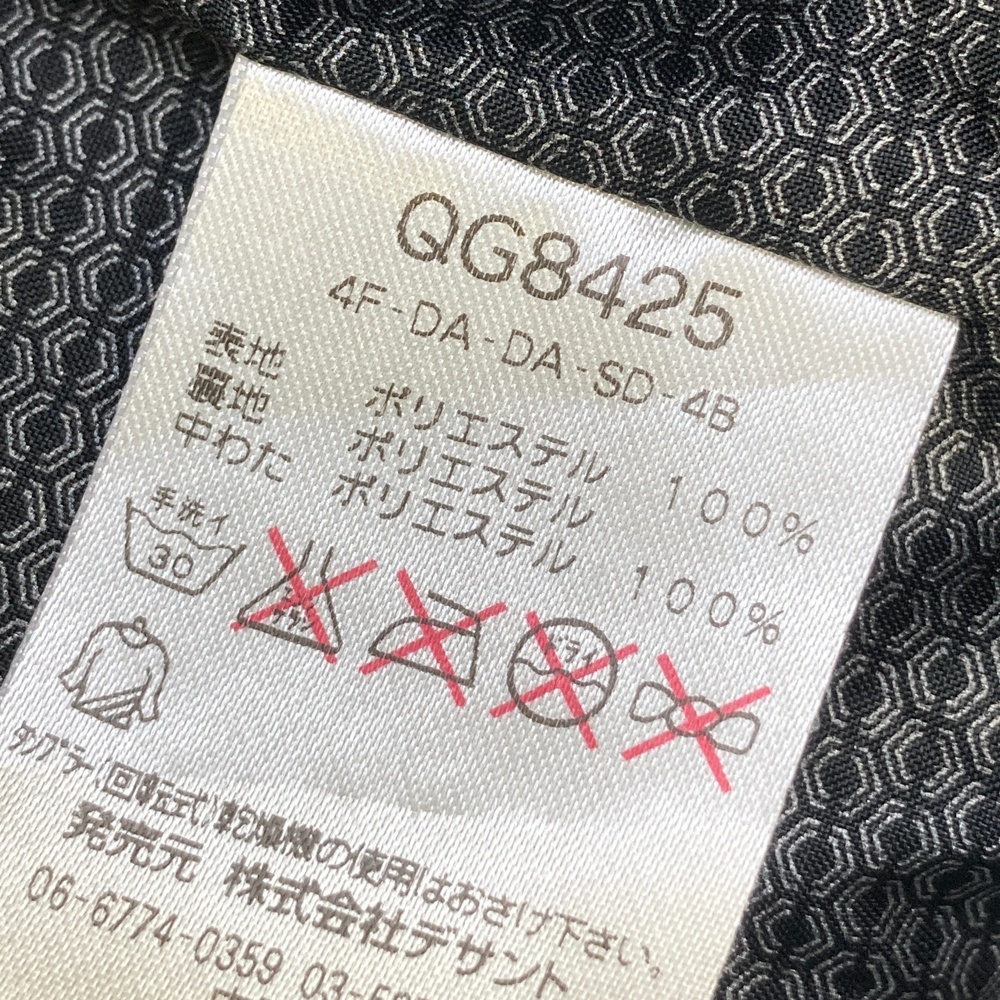 QG8425
4F-DA-DA-SD-4B
表地 ポリエステル 100%
裏地 ポリエステル
中わた ポリエステル 100%
手洗イ
30
ドライ
タンブラー(回転式)乾燥機の使用はおさけ下さい。
発売元 株式会社デサント
06-6774-0359 03-